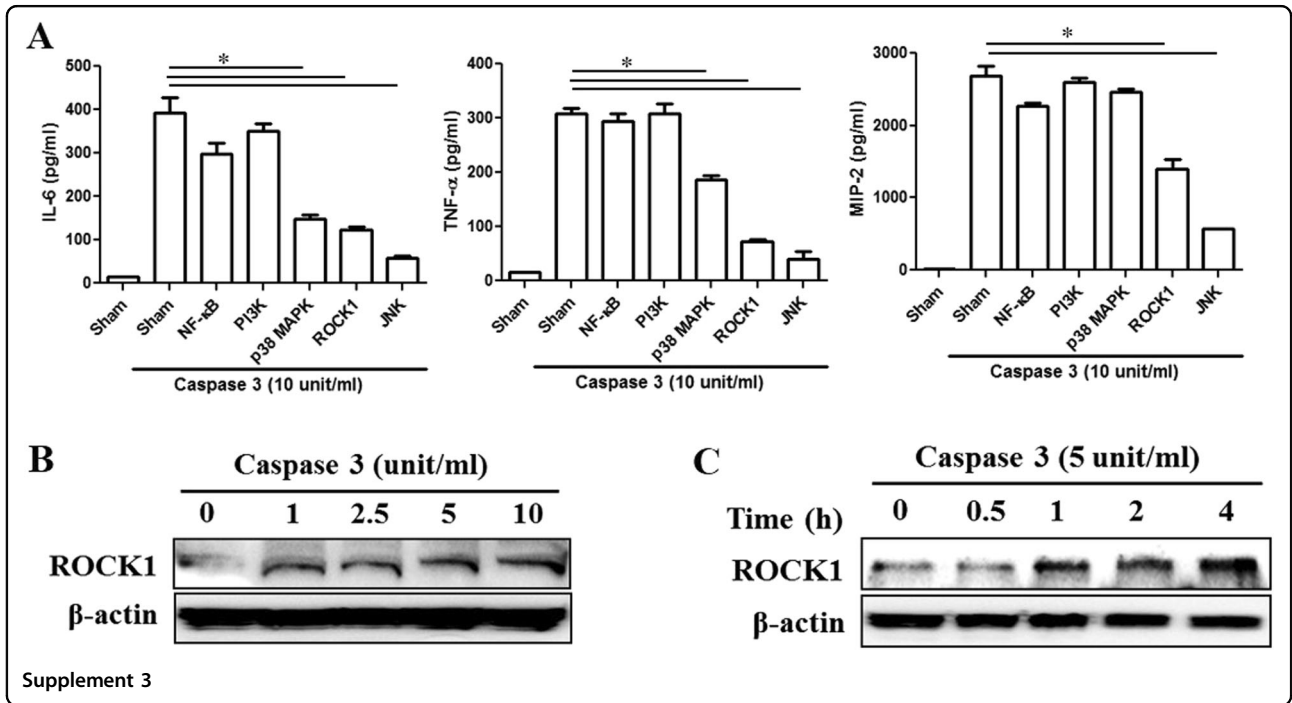 A
*
500
400
300
200
100
0
IL-6 (pg/ml)
Sham
Sham
NF-κB
PI3K
p38 MAPK
ROCK1
JNK
Caspase 3 (10 unit/ml)
*
400
300
200
100
0
TNF-α (pg/ml)
Sham
Sham
NF-κB
PI3K
p38 MAPK
ROCK1
JNK
Caspase 3 (10 unit/ml)
*
3000
2000
1000
0
MIP-2 (pg/ml)
Sham
Sham
NF-κB
PI3K
p38 MAPK
ROCK1
JNK
Caspase 3 (10 unit/ml)
B
Caspase 3 (unit/ml)
0 1 2.5 5 10
ROCK1
β-actin
C
Caspase 3 (5 unit/ml)
Time (h) 0 0.5 1 2 4
ROCK1
β-actin
Supplement 3